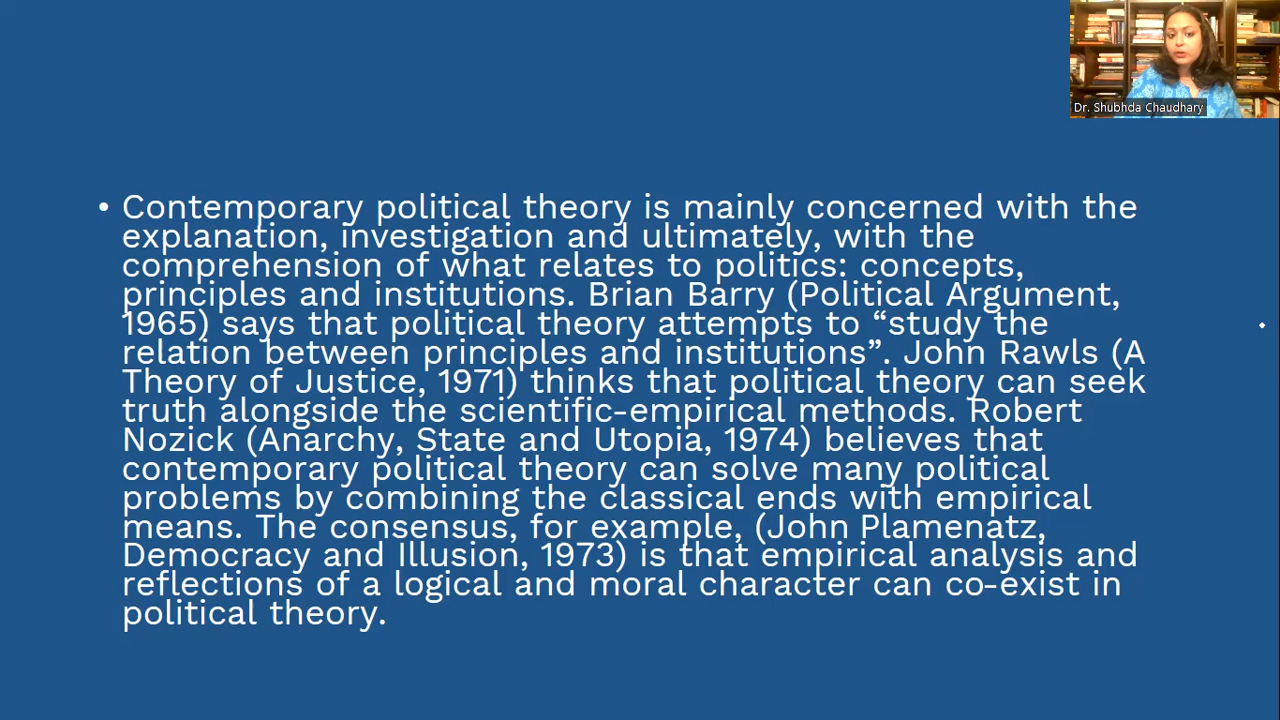 Dr. Shubhda Chaudhary
• Contemporary political theory is mainly concerned with the
explanation, investigation and ultimately, with the
comprehension of what relates to politics: concepts,
principles and institutions. Brian Barry (Political Argument,
1965) says that political theory attempts to “study the
relation between principles and institutions”. John Rawls (A
Theory of Justice, 1971) thinks that political theory can seek
truth alongside the scientific-empirical methods. Robert
Nozick (Anarchy, State and Utopia, 1974) believes that
contemporary political theory can solve many political
problems by combining the classical ends with empirical
means. The consensus, for example, (John Plamenatz,
Democracy and Illusion, 1973) is that empirical analysis and
reflections of a logical and moral character can co-exist in
political theory.